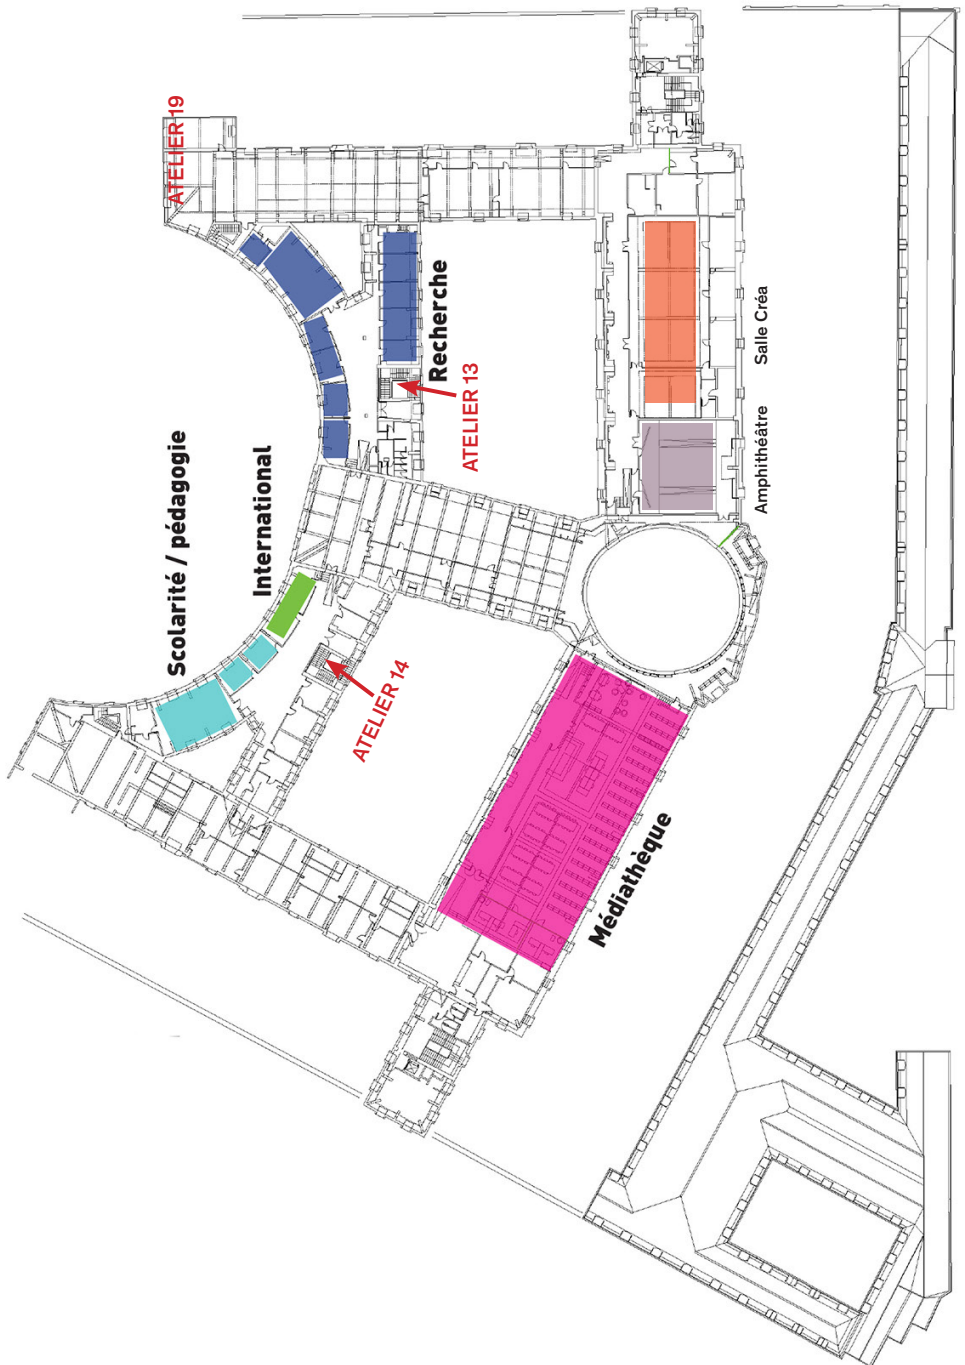 ATELIER 19
Recherche
ATELIER 13
Salle Créa
Amphithéâtre
Scolarité / pédagogie
International
ATELIER 14
Médiathèque